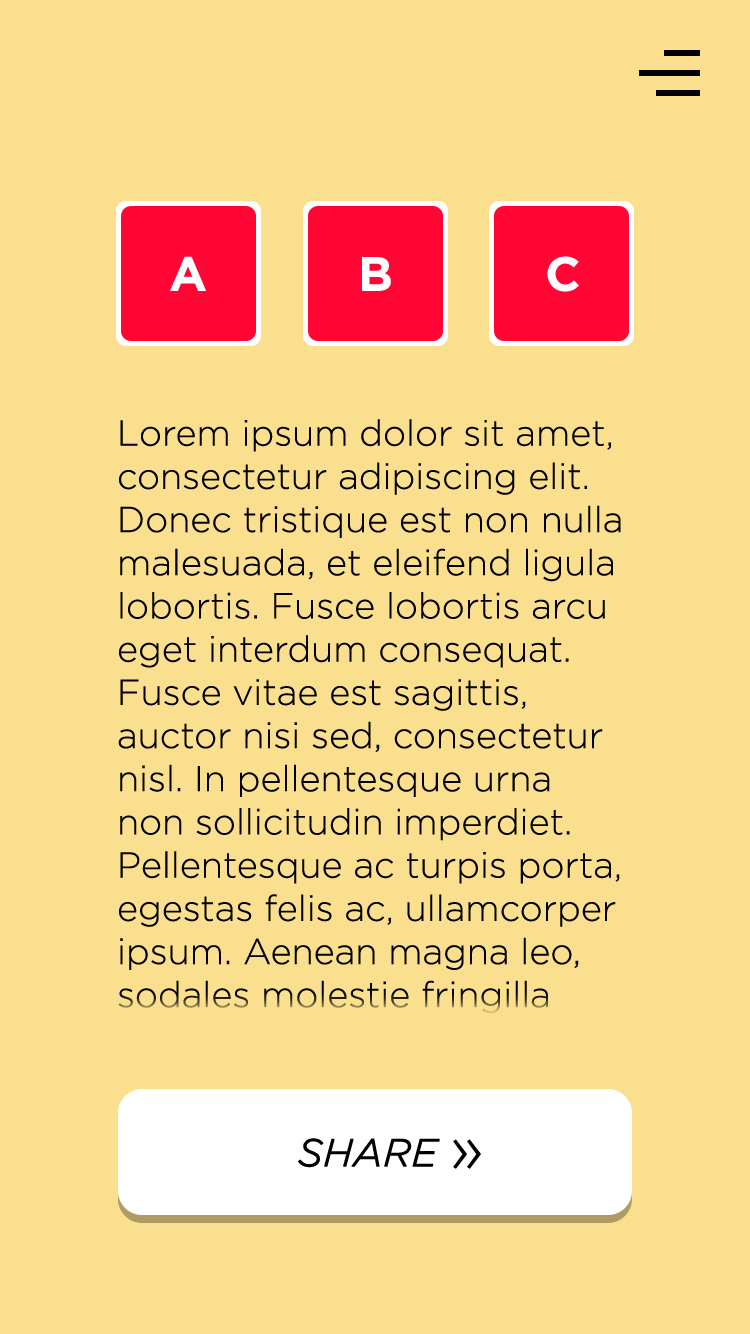 A B C
Lorem ipsum dolor sit amet,
consectetur adipiscing elit.
Donec tristique est non nulla
malesuada, et eleifend ligula
lobortis. Fusce lobortis arcu
eget interdum consequat.
Fusce vitae est sagittis,
auctor nisi sed, consectetur
nisl. In pellentesque urna
non sollicitudin imperdiet.
Pellentesque ac turpis porta,
egestas felis ac, ullamcorper
ipsum. Aenean magna leo,
sodales molestie fringilla
SHARE »